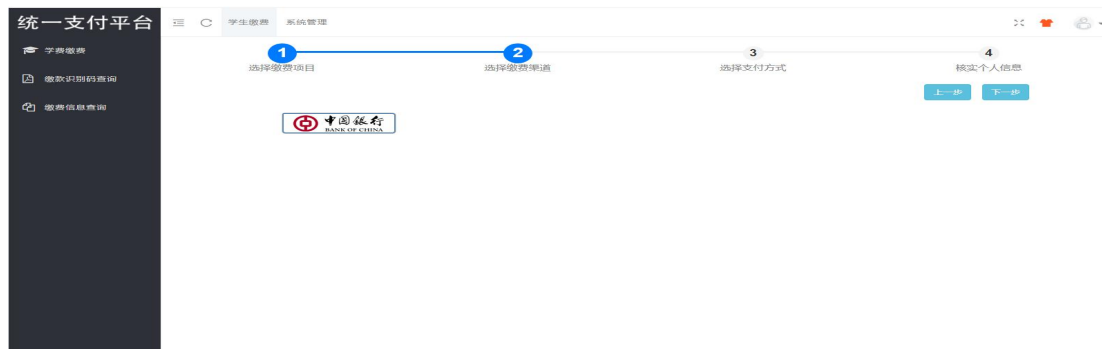 统一支付平台
学生缴费
系统管理
学费缴费
缴款识别码查询
缴费信息查询
1
2
3
4
选择缴费项目
选择缴费渠道
选择支付方式
核实个人信息
上一步
下一步
中国银行
BANK OF CHINA